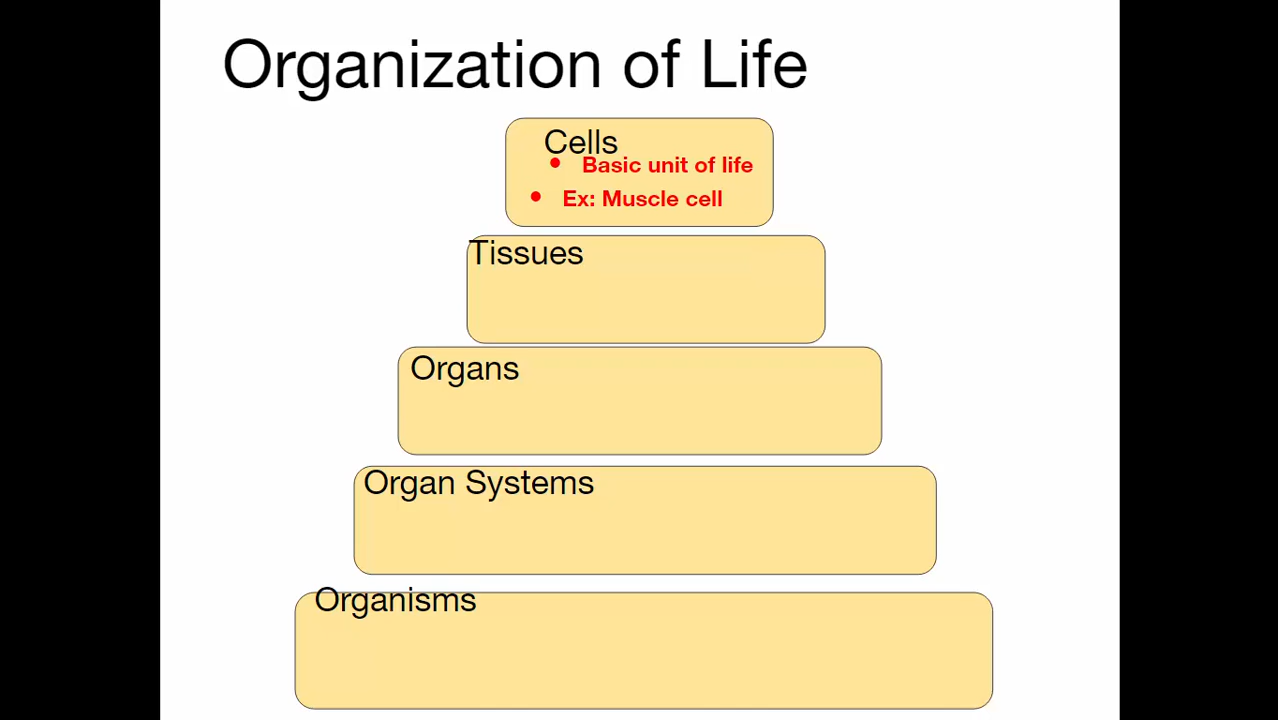 Organization of Life
Cells
• Basic unit of life
• Ex: Muscle cell
Tissues
Organs
Organ Systems
Organisms